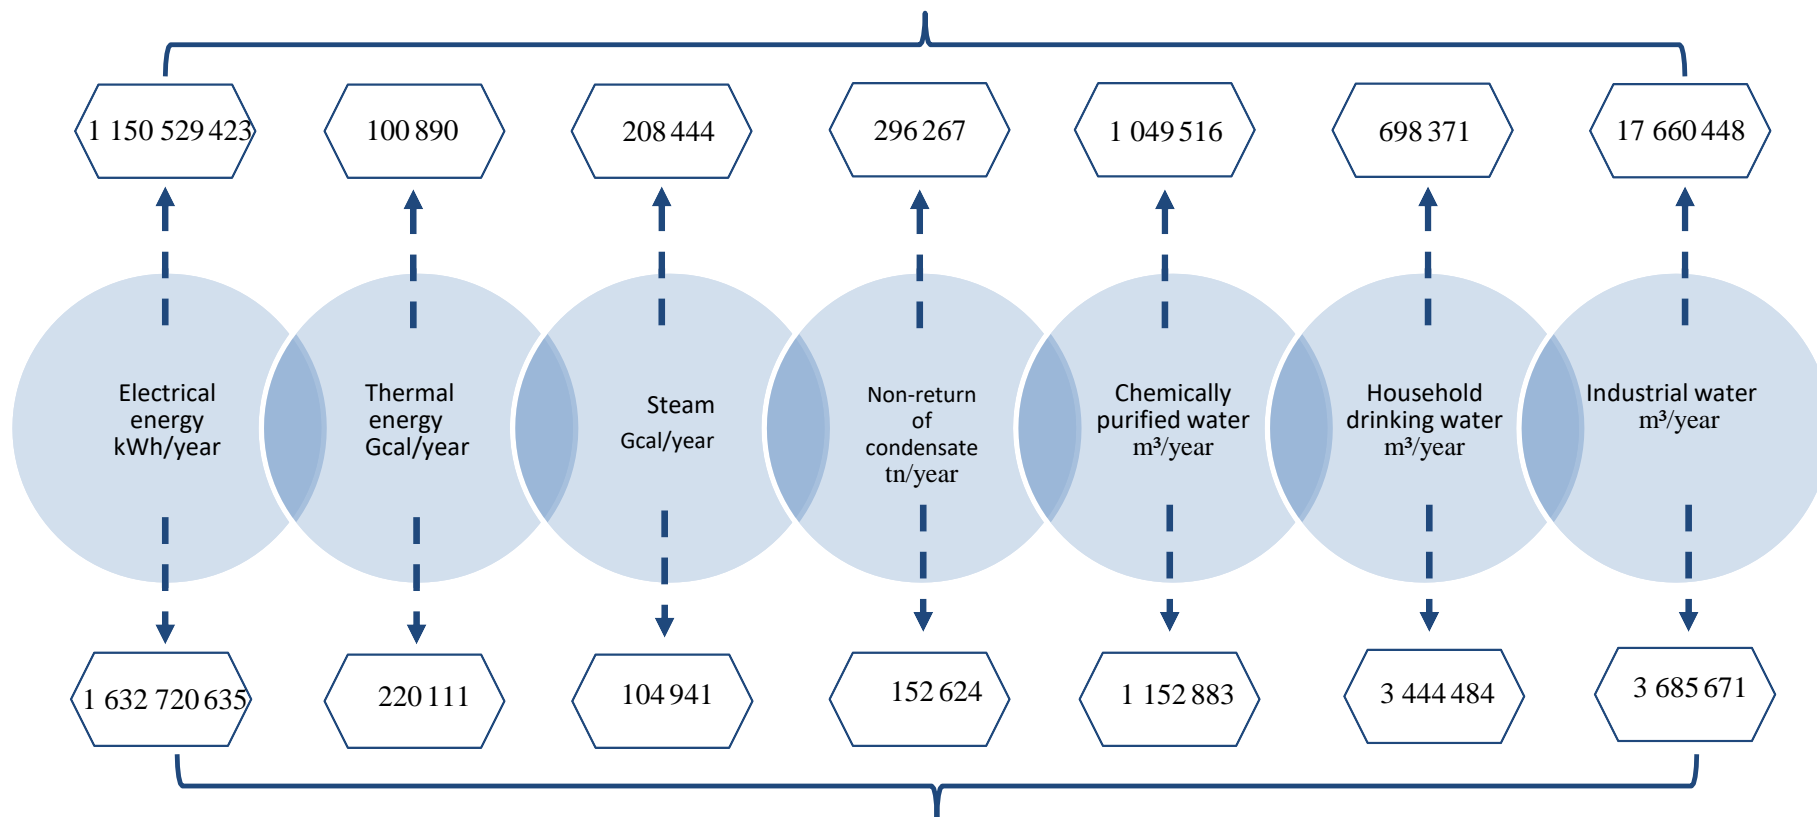 1 150 529 423
100 890
208 444
296 267
1 049 516
698 371
17 660 448
Electrical
energy
kWh/year
Thermal
energy
Gcal/year
Steam
Gcal/year
Non-return
of
condensate
tn/year
Chemically
purified water
m³/year
Household
drinking water
m³/year
Industrial water
m³/year
1 632 720 635
220 111
104 941
152 624
1 152 883
3 444 484
3 685 671